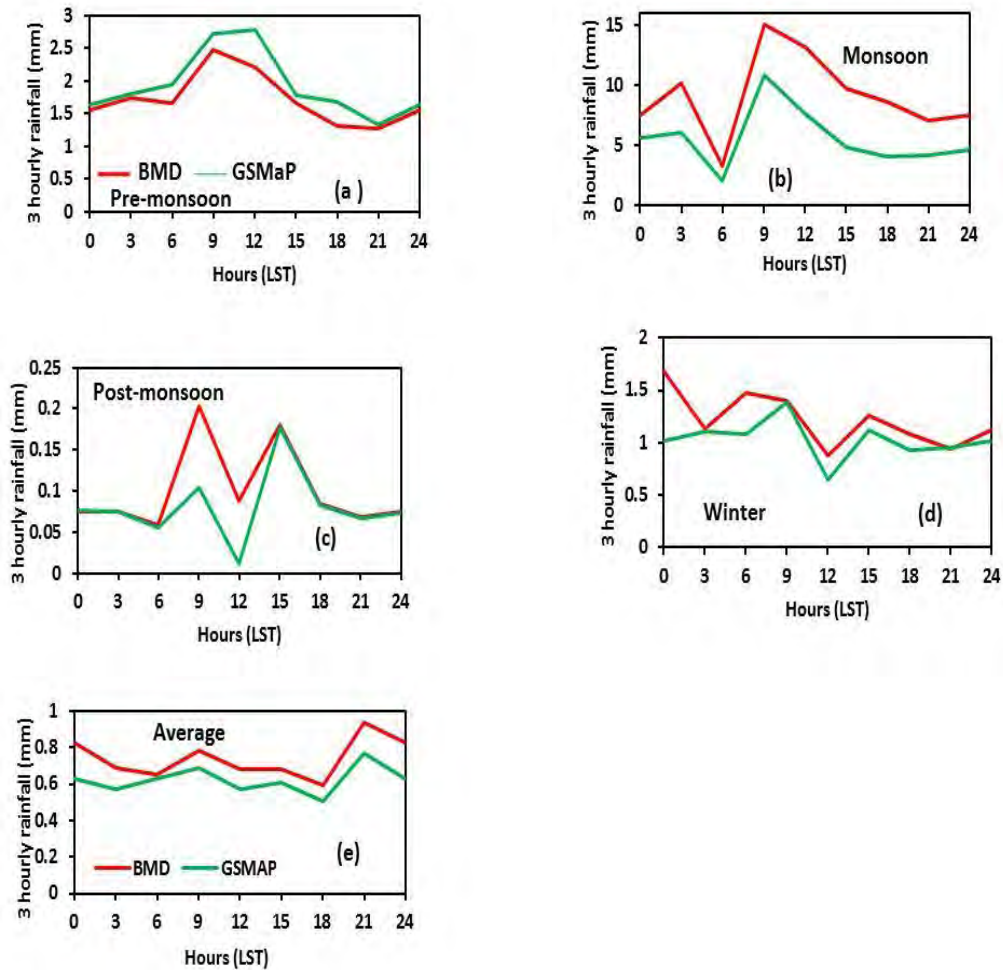 3 hourly rainfall (mm)
3
2.5
2
1.5
1
0.5
0
BMD GSMaP
Pre-monsoon
(a )
0 3 6 9 12 15 18 21 24
Hours (LST)
3 hourly rainfall (mm)
15
10
5
0
Monsoon
(b)
0 3 6 9 12 15 18 21 24
Hours (LST)
3 hourly rainfall (mm)
0.25
0.2
0.15
0.1
0.05
0
Post-monsoon
(c)
0 3 6 9 12 15 18 21 24
Hours (LST)
3 hourly rainfall (mm)
2
1.5
1
0.5
0
Winter
(d)
0 3 6 9 12 15 18 21 24
Hours (LST)
3 hourly rainfall (mm)
1
0.8
0.6
0.4
0.2
0
Average
BMD GSMAP
(e)
0 3 6 9 12 15 18 21 24
Hours (LST)